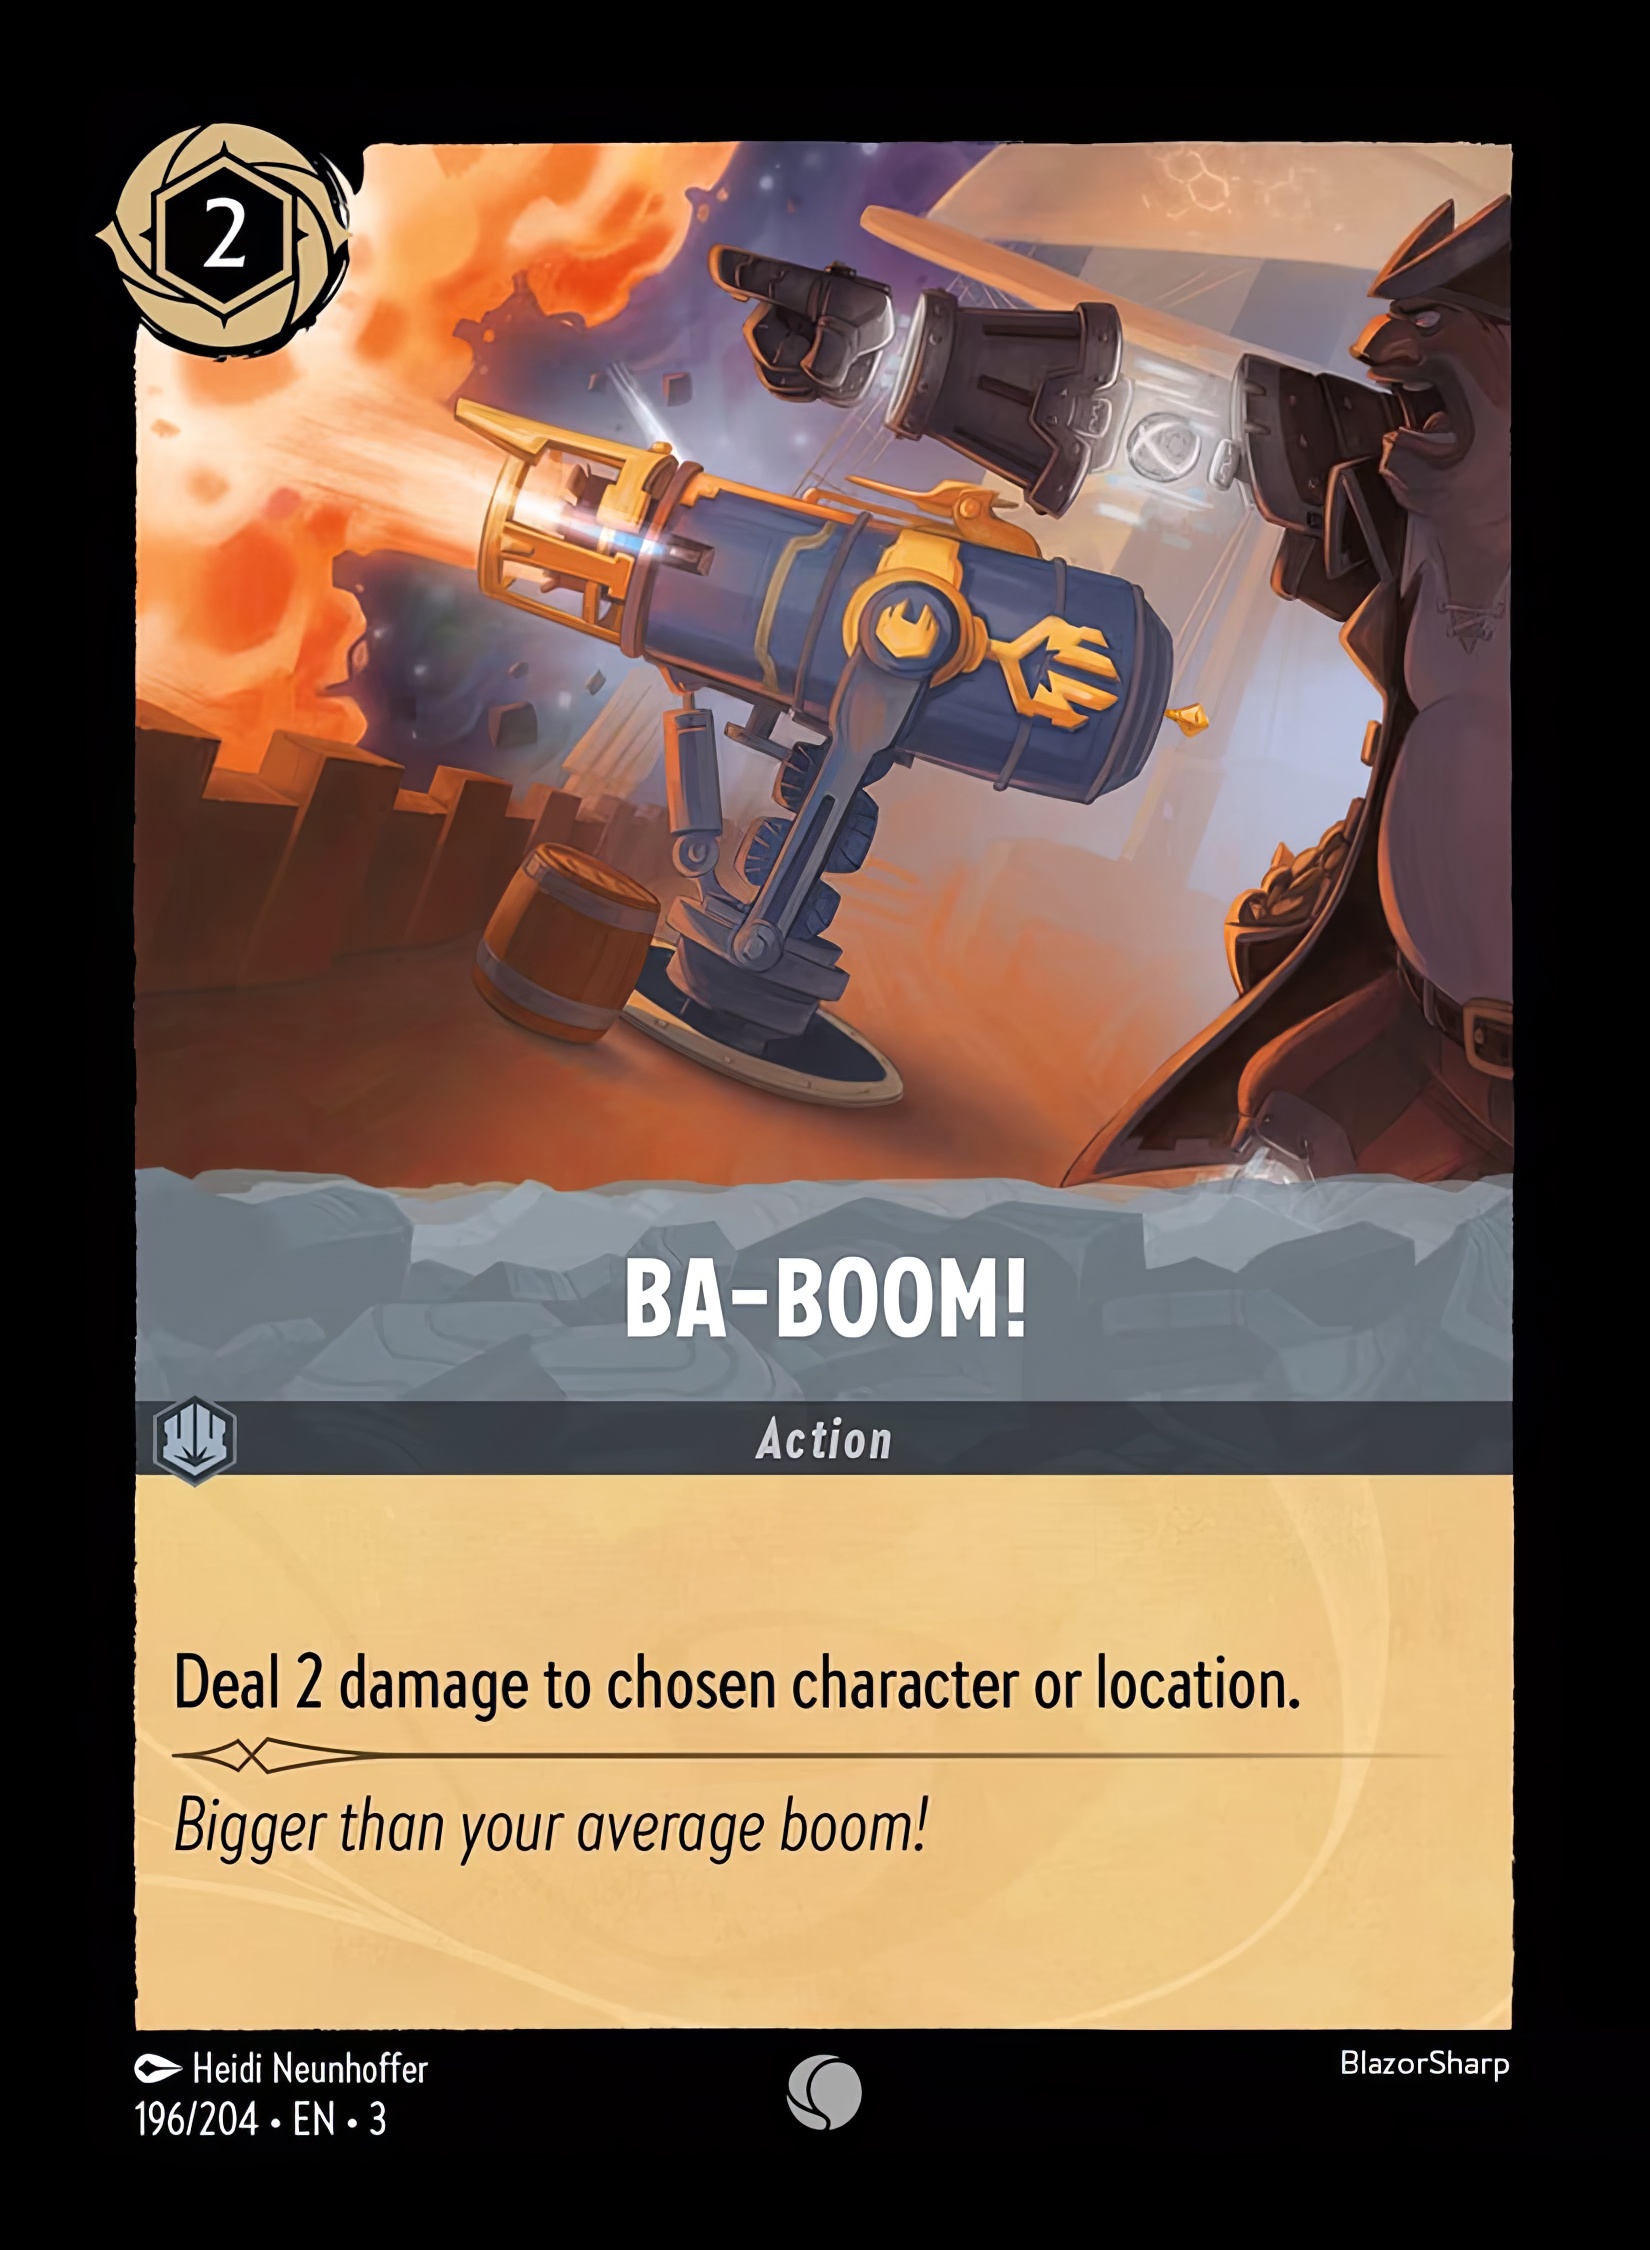 2
BA-BOOM!
Action
Deal 2 damage to chosen character or location.
Bigger than your average boom!
Heidi Neunhoffer
BlazorSharp
196/204 • EN • 3